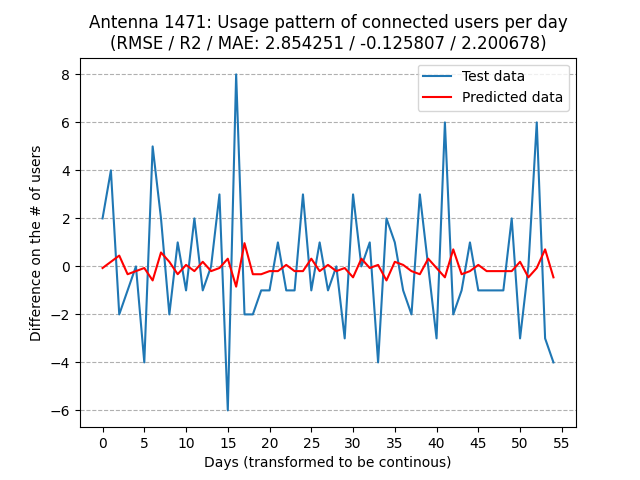 Antenna 1471: Usage pattern of connected users per day
(RMSE / R2 / MAE: 2.854251 / -0.125807 / 2.200678)
Test data
Predicted data
Difference on the # of users
8
6
4
2
0
−2
−4
−6
0 5 10 15 20 25 30 35 40 45 50 55
Days (transformed to be continous)